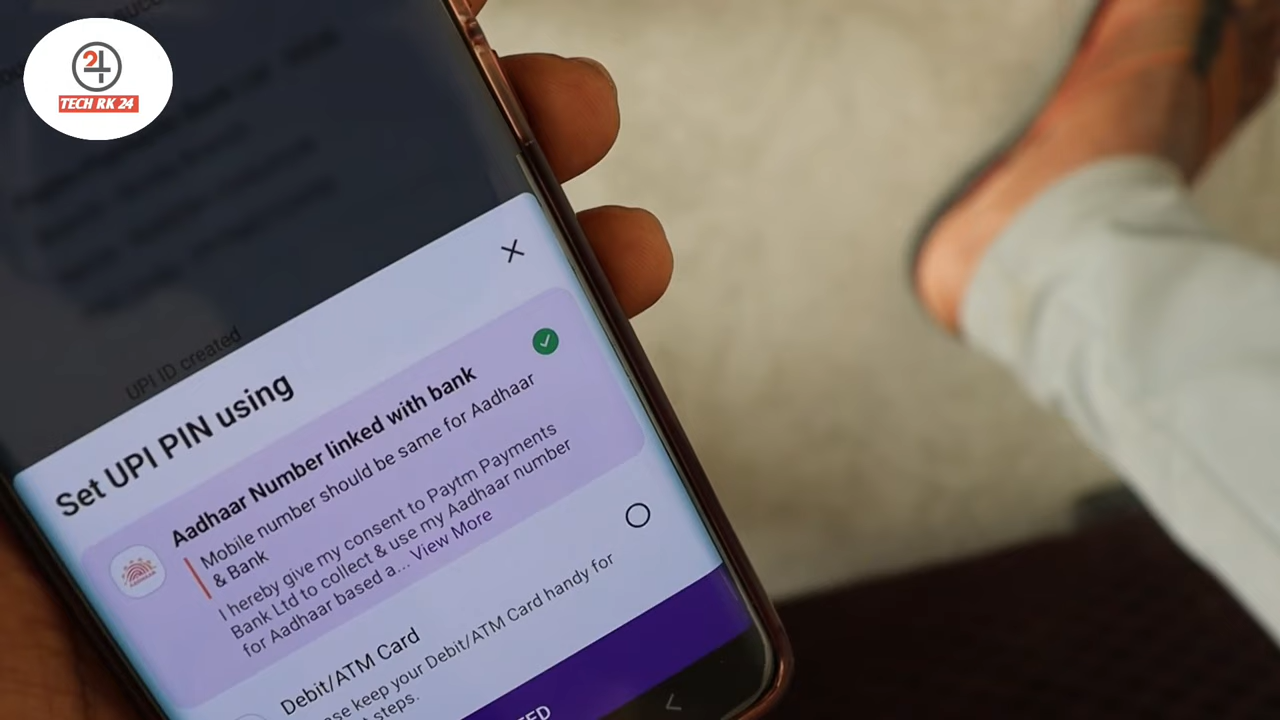 24
TECH RK 24
UPI ID created
Set UPI PIN using
Aadhaar Number linked with bank
Mobile number should be same for Aadhaar
& Bank
I hereby give my consent to Paytm Payments
Bank Ltd to collect & use my Aadhaar number
for Aadhaar based a... View More
AADHAAR
Debit/ATM Card
keep your Debit/ATM Card handy for
steps.